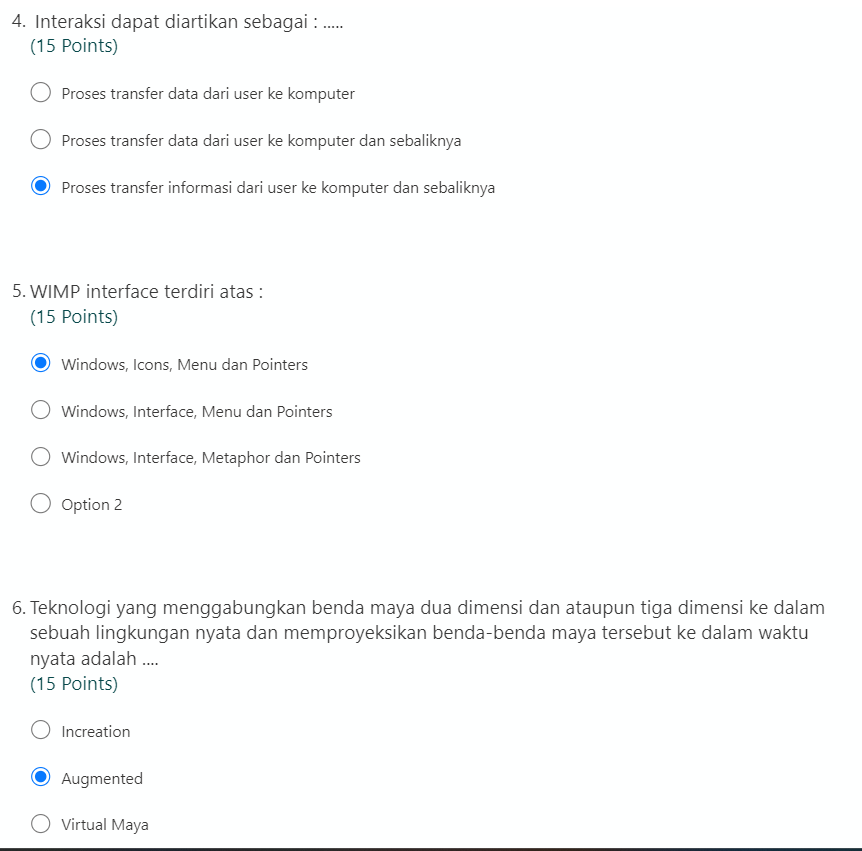 4. Interaksi dapat diartikan sebagai : .....
(15 Points)
Proses transfer data dari user ke komputer
Proses transfer data dari user ke komputer dan sebaliknya
Proses transfer informasi dari user ke komputer dan sebaliknya
5. WIMP interface terdiri atas :
(15 Points)
Windows, Icons, Menu dan Pointers
Windows, Interface, Menu dan Pointers
Windows, Interface, Metaphor dan Pointers
Option 2
6. Teknologi yang menggabungkan benda maya dua dimensi dan ataupun tiga dimensi ke dalam
sebuah lingkungan nyata dan memproyeksikan benda-benda maya tersebut ke dalam waktu
nyata adalah ....
(15 Points)
Increation
Augmented
Virtual Maya